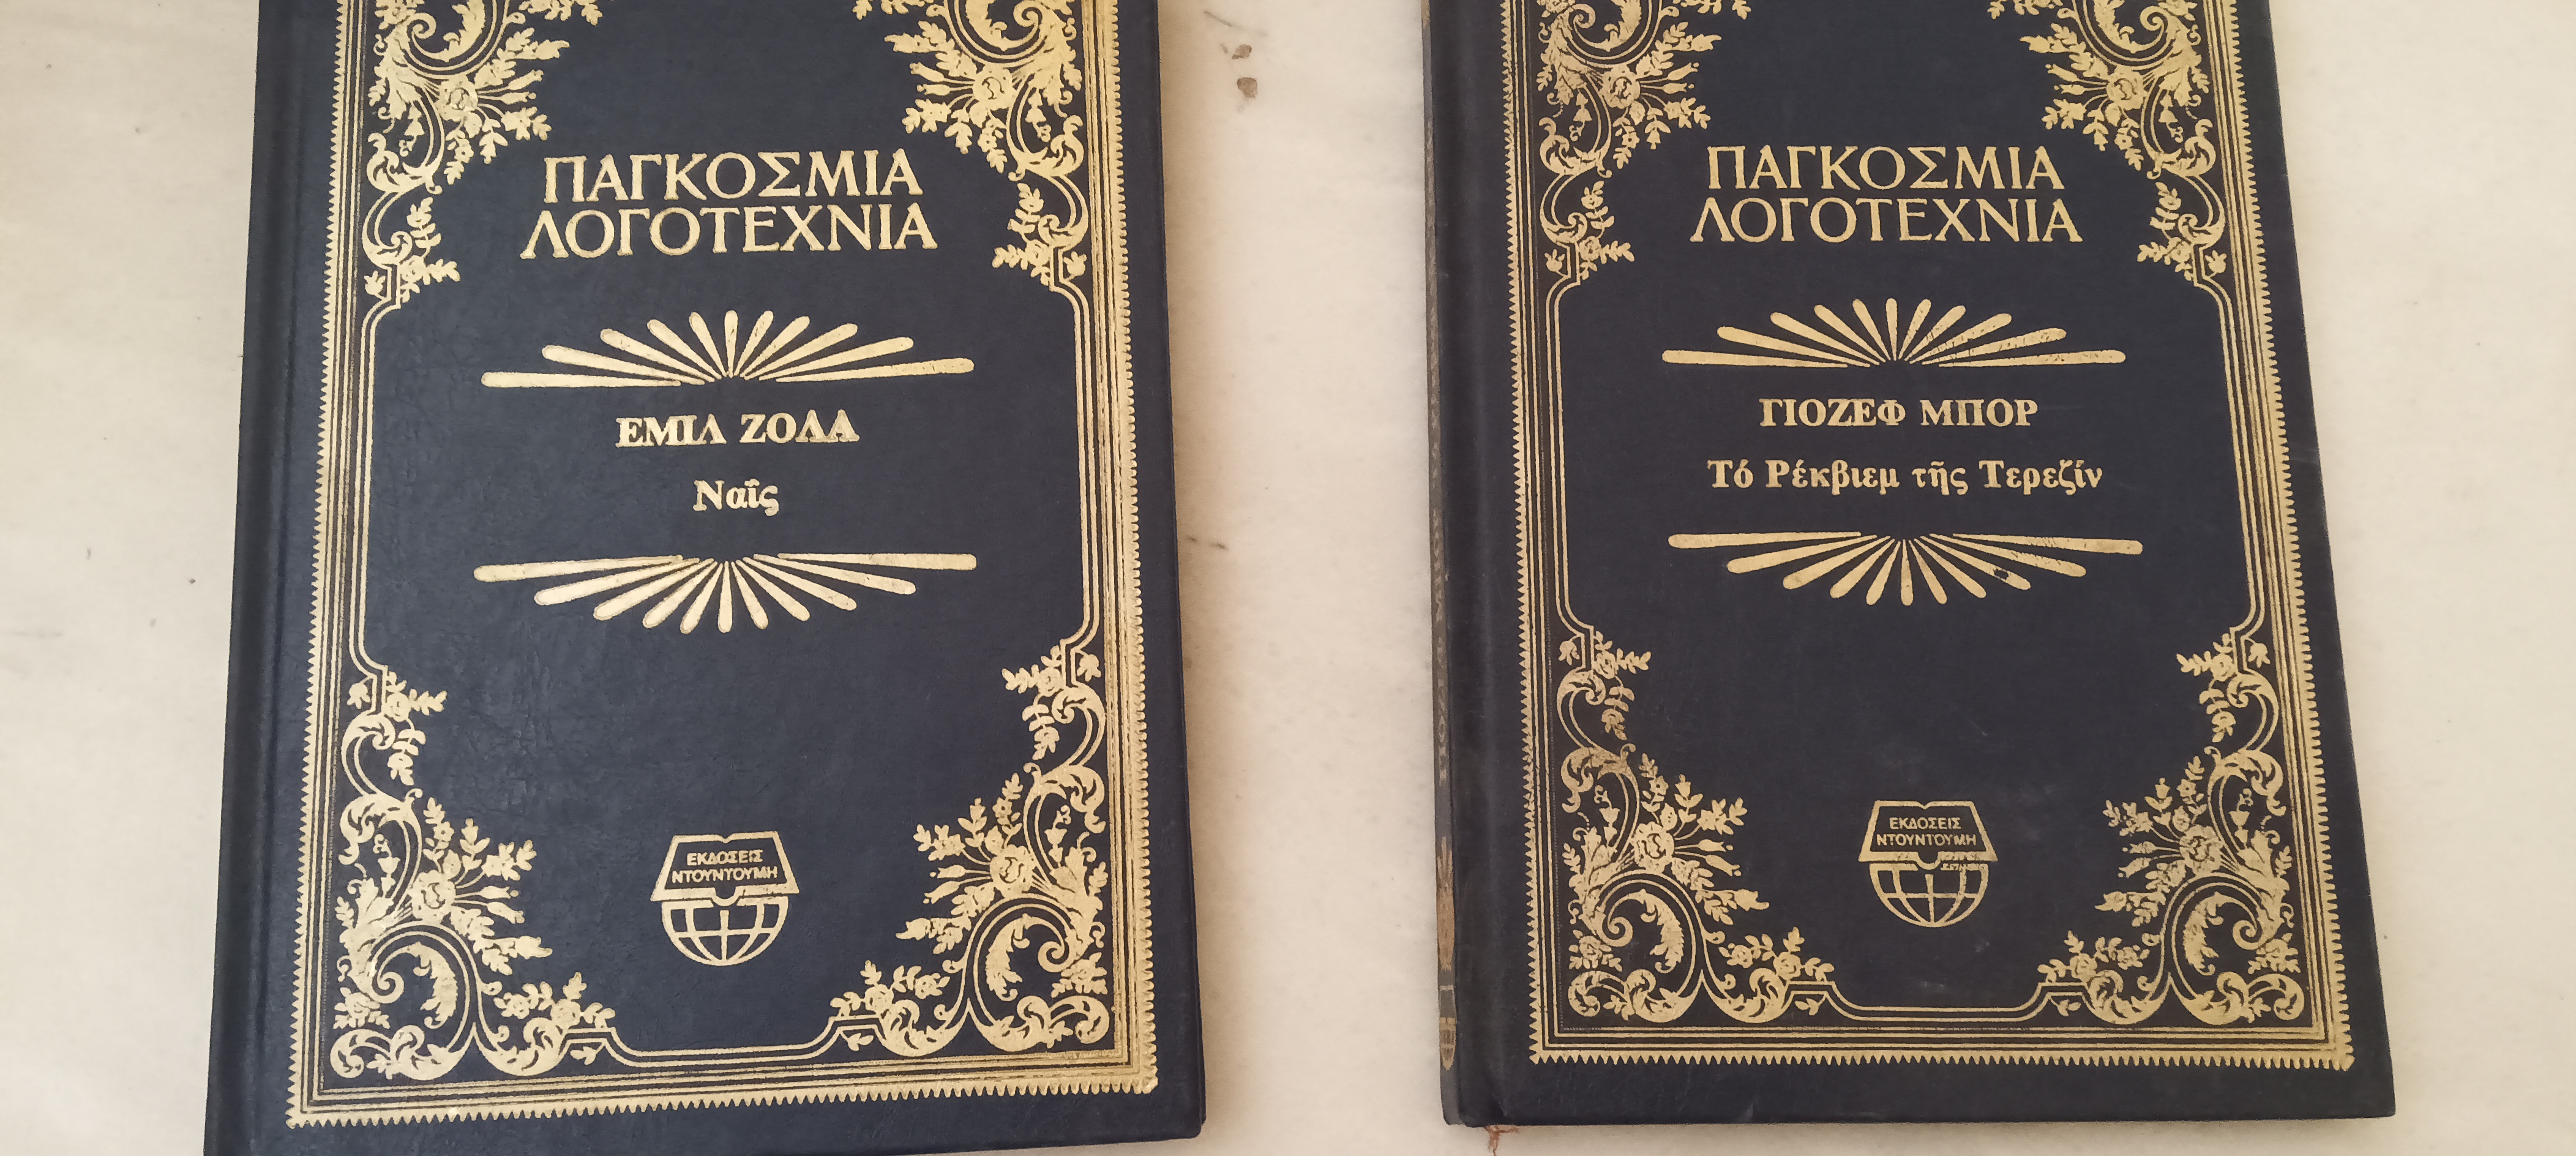 ΠΑΓΚΟΣΜΙΑ
ΛΟΓΟΤΕΧΝΙΑ
ΕΜΙΛ ΖΟΛΑ
Ναΐς
ΕΚΔΟΣΕΙΣ
ΝΤΟΥΝΤΟΥΜΗ
ΠΑΓΚΟΣΜΙΑ
ΛΟΓΟΤΕΧΝΙΑ
ΓΙΟΖΕΦ ΜΠΟΡ
Τό Ρέκβιεμ τῆς Τερεζίν
ΕΚΔΟΣΕΙΣ
ΝΤΟΥΝΤΟΥΜΗ